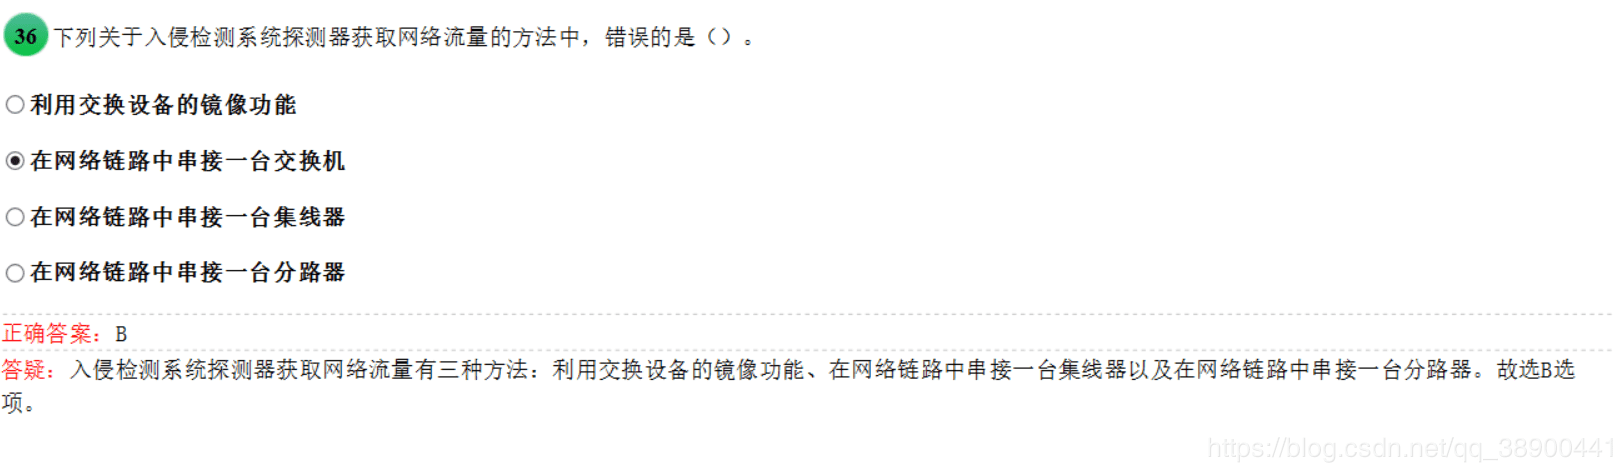 36 下列关于入侵检测系统探测器获取网络流量的方法中，错误的是（）。
利用交换设备的镜像功能
在网络链路中串接一台交换机
在网络链路中串接一台集线器
在网络链路中串接一台分路器
正确答案：B
答疑：入侵检测系统探测器获取网络流量有三种方法：利用交换设备的镜像功能、在网络链路中串接一台集线器以及在网络链路中串接一台分路器。故选B选
项。
https://blog.csdn.net/qq_38900441